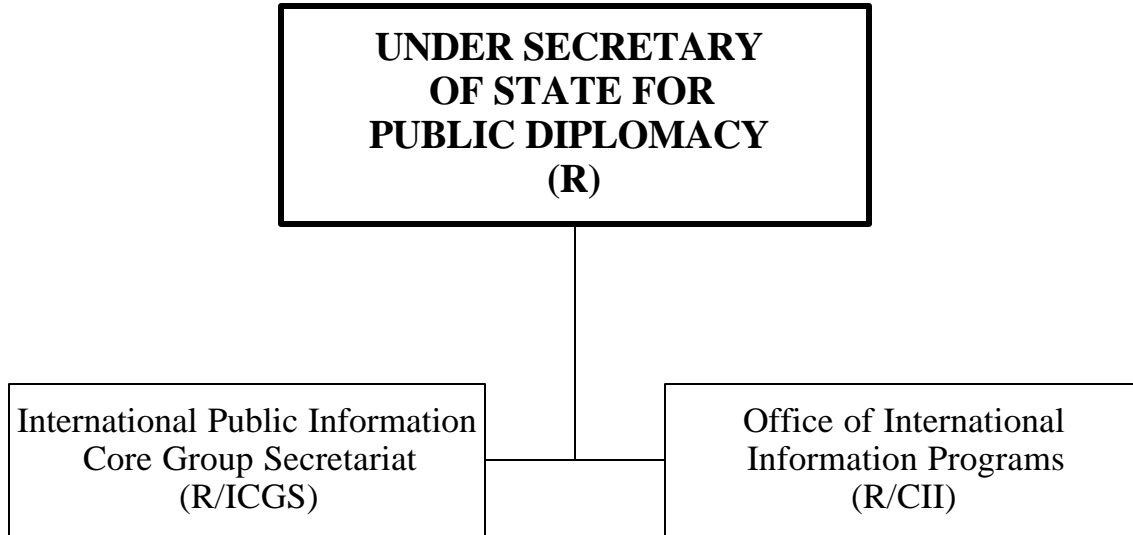 UNDER SECRETARY
OF STATE FOR
PUBLIC DIPLOMACY
(R)
International Public Information
Core Group Secretariat
(R/ICGS)
Office of International
Information Programs
(R/CII)